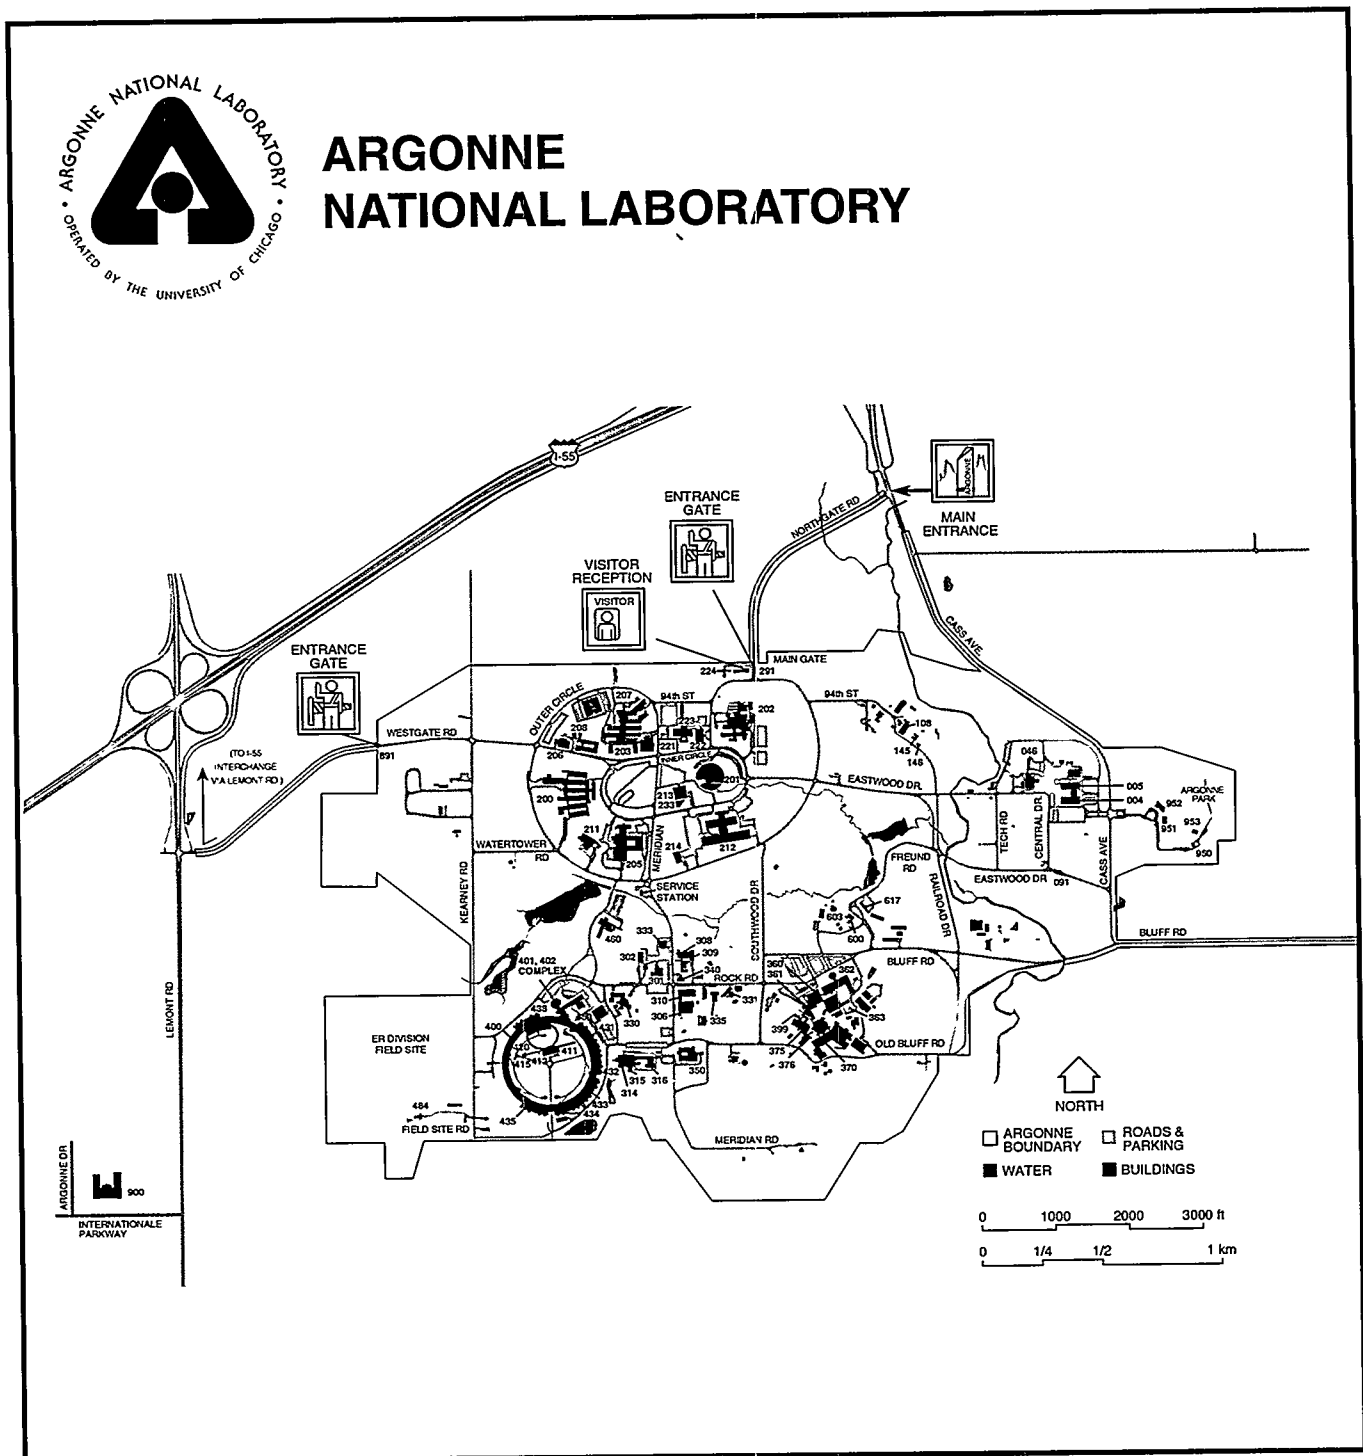 ARGONNE NATIONAL LABORATORY
• OPERATED BY THE UNIVERSITY OF CHICAGO •
ARGONNE
NATIONAL LABORATORY
I-55
ARGONNE
MAIN
ENTRANCE
ENTRANCE
GATE
NORTHGATE RD
VISITOR
RECEPTION
VISITOR
CASS AVE
ENTRANCE
GATE
MAIN GATE
224
291
OUTER CIRCLE
207
94th ST
94th ST
202
208
223
108
WESTGATE RD
206
203
221
222
145
146
046
INNER CIRCLE
891
(TO I-55
INTERCHANGE
VIA LEMONT RD)
201
EASTWOOD DR
005
004
ARGONNE
PARK
200
213
233
952
951
953
950
TECH RD
CENTRAL DR
CASS AVE
211
MERIDIAN
214
212
205
WATERTOWER
RD
FREUND
RD
EASTWOOD DR
091
KEARNEY RD
SERVICE
STATION
SOUTHWOOD DR
RAILROAD DR
617
603
600
460
333
308
309
302
301
340
BLUFF RD
BLUFF RD
401, 402
COMPLEX
360
361
362
ROCK RD
LEMONT RD
438
400
431
330
310
306
335
331
399
363
ER DIVISION
FIELD SITE
OLD BLUFF RD
420
411
412
415
432
315
316
314
350
375
376
370
484
435
433
434
FIELD SITE RD
MERIDIAN RD
NORTH
ARGONNE
BOUNDARY
ROADS &
PARKING
WATER
BUILDINGS
ARGONNE DR
900
INTERNATIONALE
PARKWAY
0 1000 2000 3000 ft
0 1/4 1/2 1 km